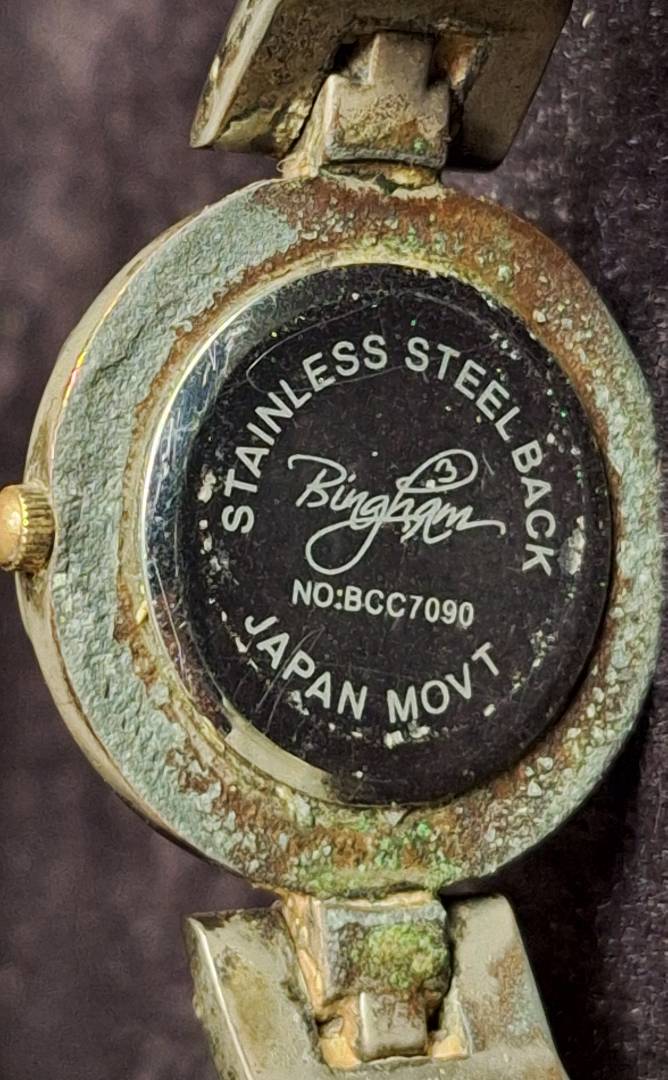 STAINLESS STEEL BACK
Bingham
NO:BCC7090
JAPAN MOVT